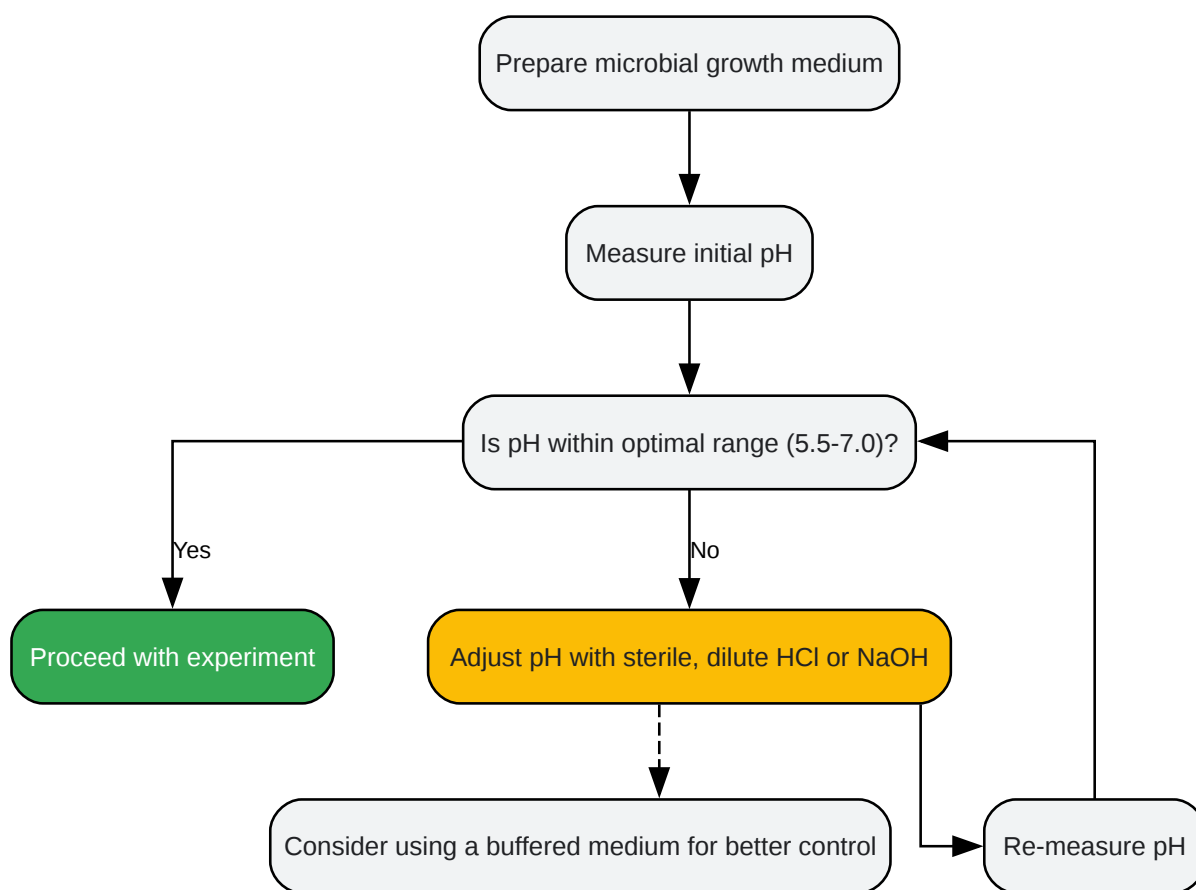 Prepare microbial growth medium
Measure initial pH
Is pH within optimal range (5.5-7.0)?
Yes
No
Proceed with experiment
Adjust pH with sterile, dilute HCl or NaOH
Consider using a buffered medium for better control
Re-measure pH